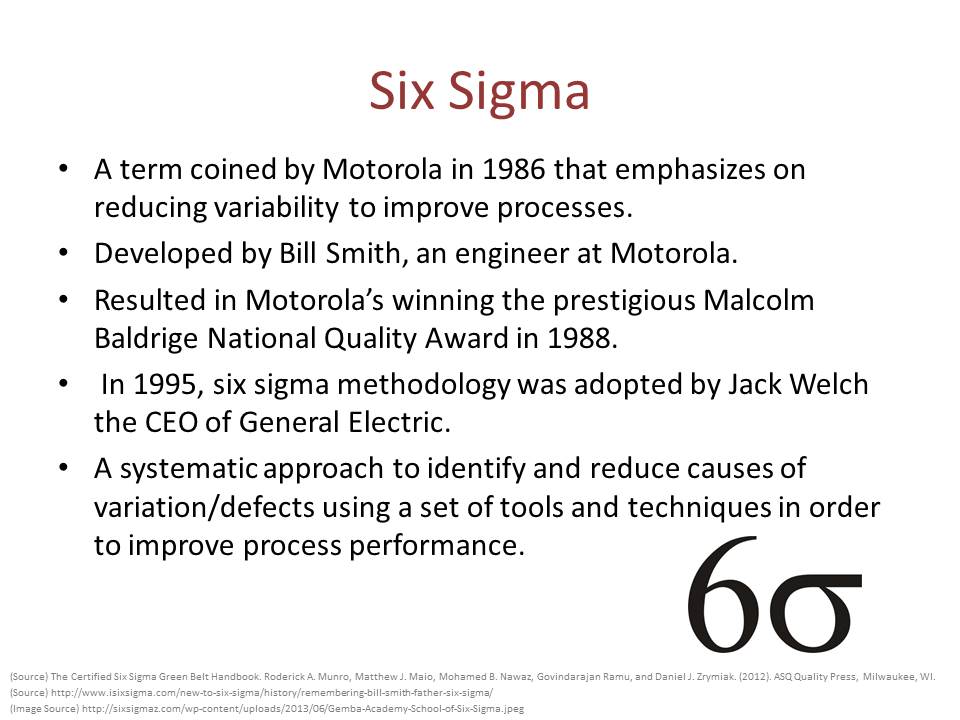 Six Sigma
• A term coined by Motorola in 1986 that emphasizes on
reducing variability to improve processes.
• Developed by Bill Smith, an engineer at Motorola.
• Resulted in Motorola’s winning the prestigious Malcolm
Baldrige National Quality Award in 1988.
• In 1995, six sigma methodology was adopted by Jack Welch
the CEO of General Electric.
• A systematic approach to identify and reduce causes of
variation/defects using a set of tools and techniques in order
to improve process performance.
6σ
(Source) The Certified Six Sigma Green Belt Handbook. Roderick A. Munro, Matthew J. Maio, Mohamed B. Nawaz, Govindarajan Ramu, and Daniel J. Zrymiak. (2012). ASQ Quality Press, Milwaukee, WI.
(Source) http://www.isixsigma.com/new-to-six-sigma/history/remembering-bill-smith-father-six-sigma/
(Image Source) http://sixsigmaz.com/wp-content/uploads/2013/06/Gemba-Academy-School-of-Six-Sigma.jpeg